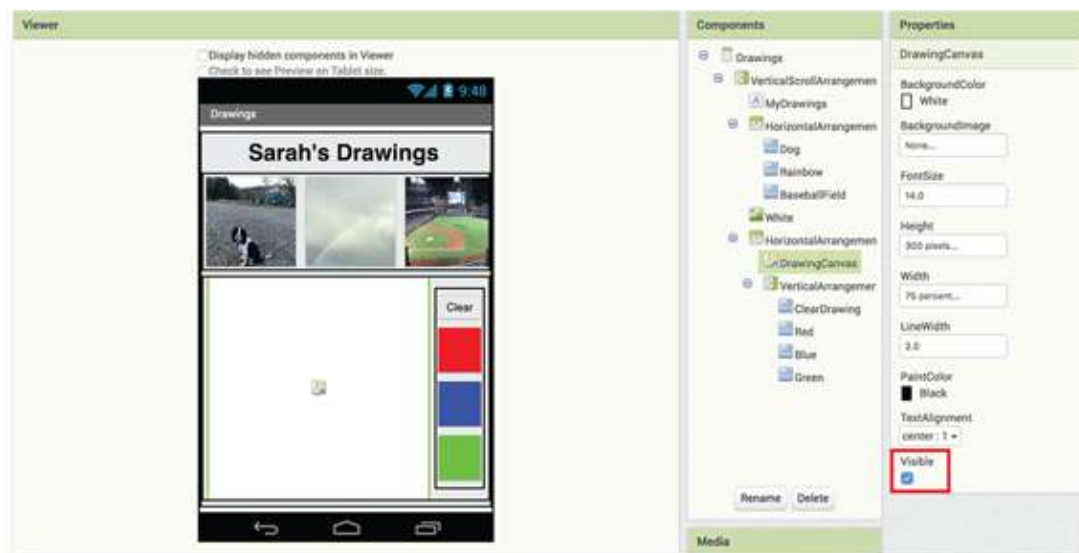 Viewer
Display hidden components in Viewer
Check to see Preview on Tablet size.
9:48
Drawings
Sarah's Drawings
Clear
Components
Drawings
VerticalScrollArrangemen
MyDrawings
HorizontalArrangemen
Dog
Rainbow
BaseballField
White
HorizontalArrangemen
DrawingCanvas
VerticalArrangemer
ClearDrawing
Red
Blue
Green
Rename Delete
Media
Properties
DrawingCanvas
BackgroundColor
White
BackgroundImage
None...
FontSize
14.0
Height
300 pixels...
Width
75 percent...
LineWidth
2.0
PaintColor
Black
TextAlignment
center : 1
Visible